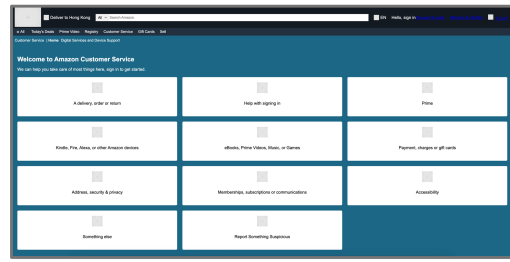 Deliver to Hong Kong All Search Amazon EN Hello, sign in
All Today's Deals Prime Video Registry Customer Service Gift Cards Sell
Customer Service Home Digital Services and Device Support
Welcome to Amazon Customer Service
We can help you take care of most things here, sign in to get started.
A delivery, order or return Help with signing in Prime
Kindle, Fire, Alexa, or other Amazon devices eBooks, Prime Videos, Music, or Games Payment, charges or gift cards
Address, security & privacy Memberships, subscriptions or communications Accessibility
Something else Report Something Suspicious